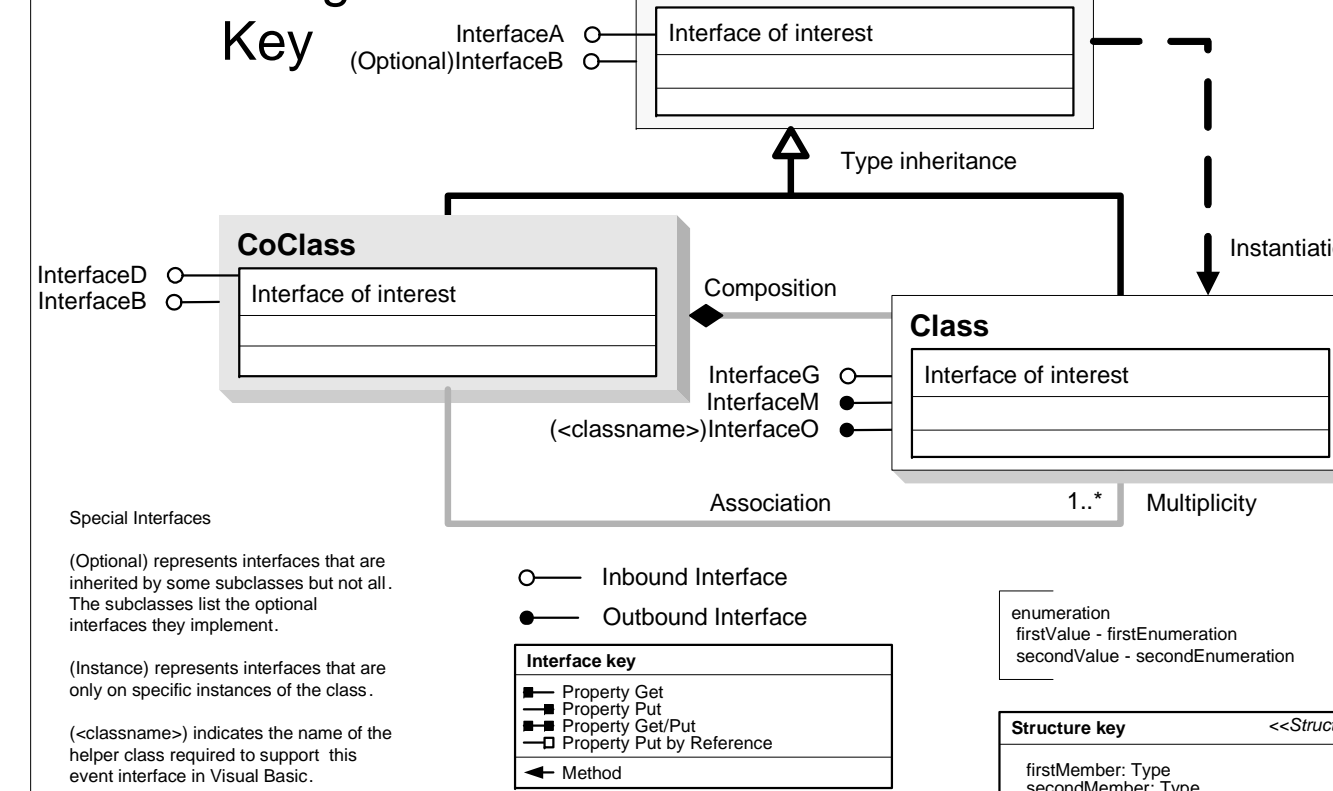 Key
InterfaceA
(Optional)InterfaceB
Interface of interest
Type inheritance
CoClass
InterfaceD
InterfaceB
Interface of interest
Composition
Class
InterfaceG
InterfaceM
(<classname>)InterfaceO
Interface of interest
Association
1..*
Multiplicity
Special Interfaces
(Optional) represents interfaces that are
inherited by some subclasses but not all.
The subclasses list the optional
interfaces they implement.
(Instance) represents interfaces that are
only on specific instances of the class.
(<classname>) indicates the name of the
helper class required to support this
event interface in Visual Basic.
Inbound Interface
Outbound Interface
Interface key
Property Get
Property Put
Property Get/Put
Property Put by Reference
Method
enumeration
firstValue - firstEnumeration
secondValue - secondEnumeration
Structure key
firstMember: Type
secondMember: Type